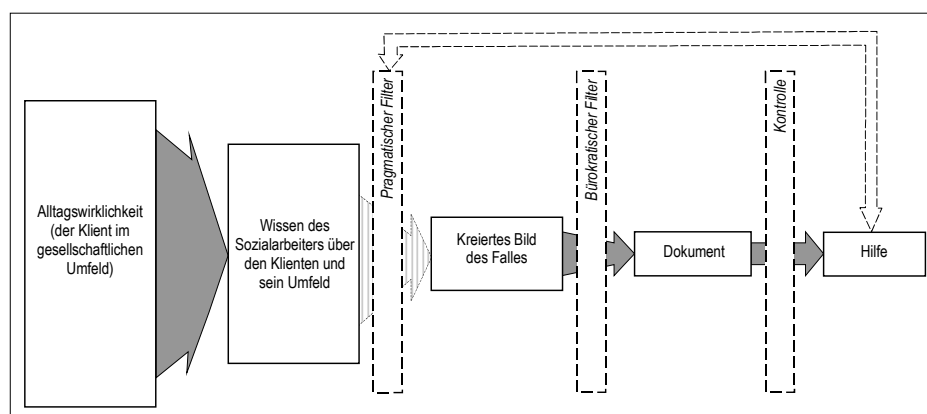 Alltagswirklichkeit
(der Klient im
gesellschaftlichen
Umfeld)
Wissen des
Sozialarbeiters über
den Klienten und
sein Umfeld
Pragmatischer Filter
Kreiertes Bild
des Falles
Bürokratischer Filter
Dokument
Kontrolle
Hilfe